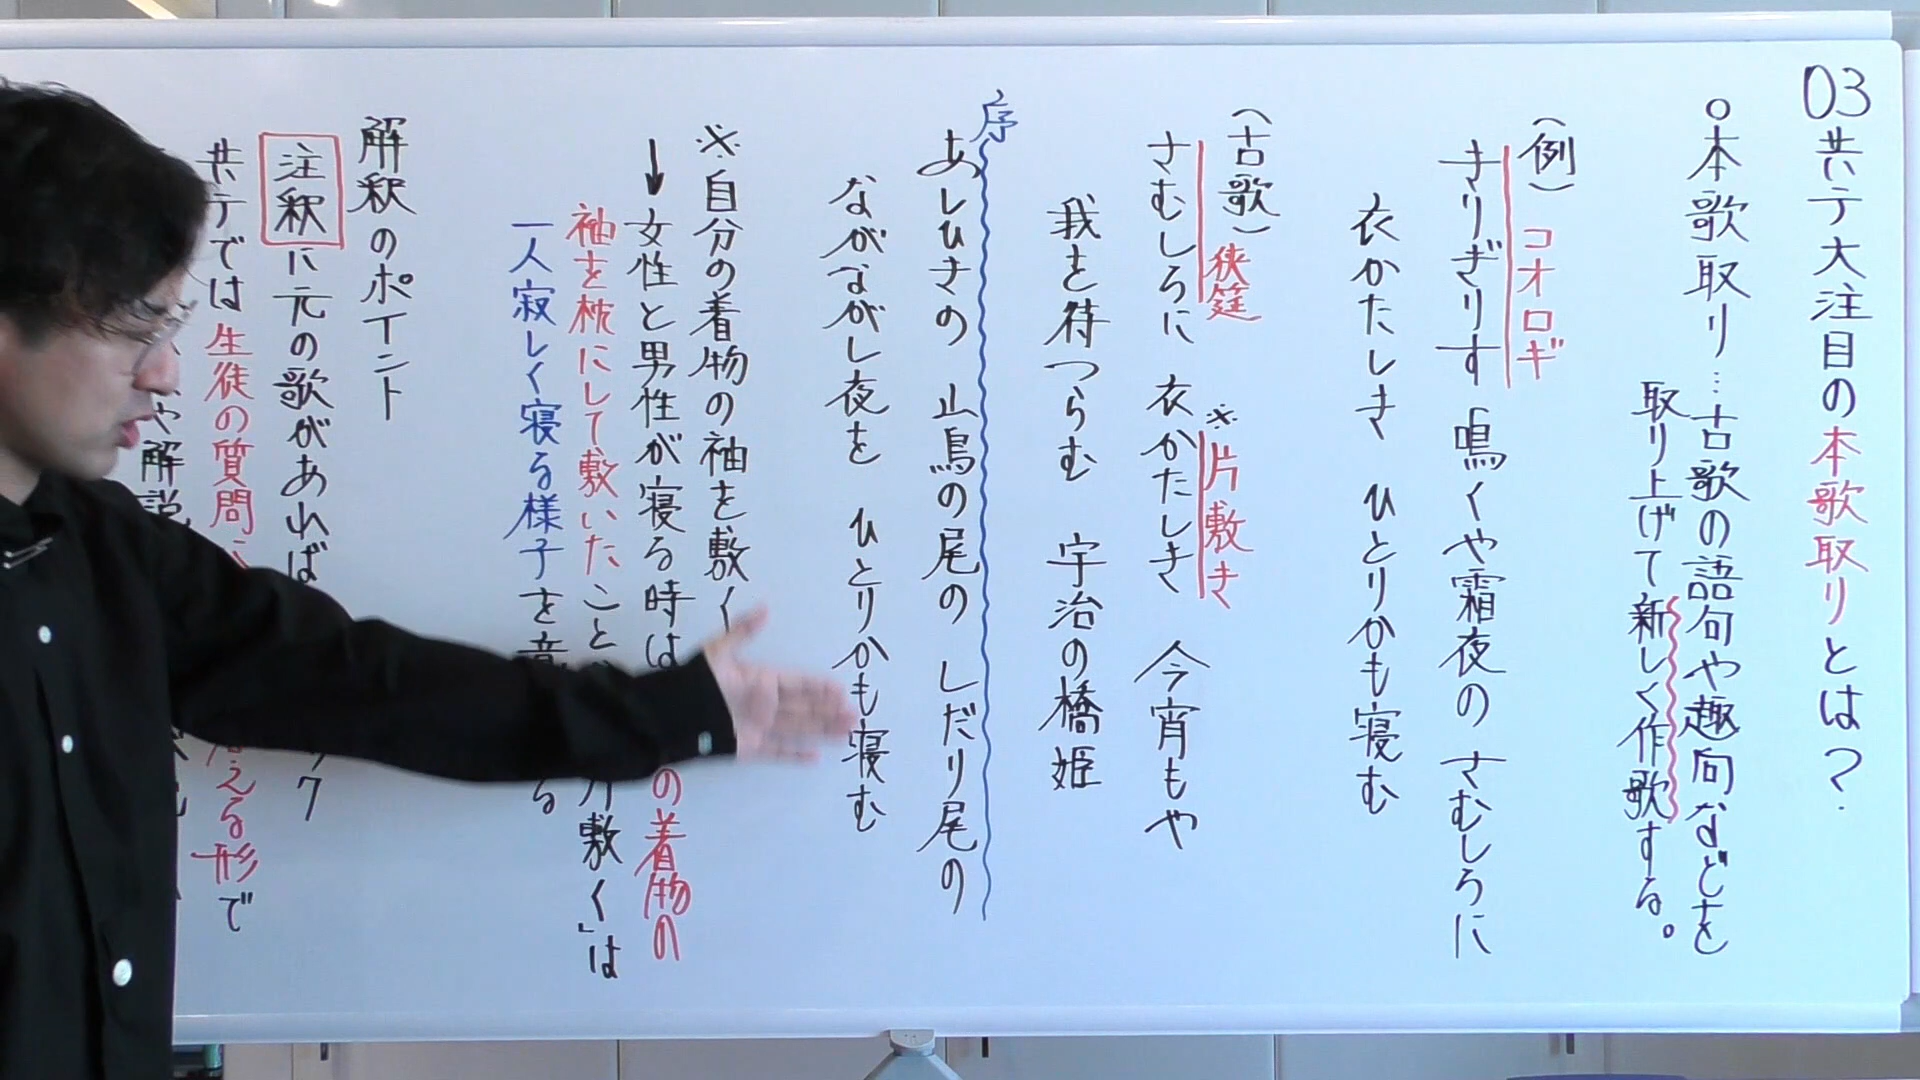 03 共テ大注目の本歌取りとは?
○本歌取り…古歌の語句や趣向などを
取り上げて新しく作歌する。
(例)
コオロギ
きりぎりす 鳴くや霜夜の さむしろに
衣かたしき ひとりかも寝む
(古歌)
狭筵
※片敷き
さむしろに 衣かたしき 今宵もや
我を待つらむ 宇治の橋姫
序
あしひきの 山鳥の尾の しだり尾の
ながながし夜を ひとりかも寝む
※自分の着物の袖を敷く
↓女性と男性が寝る時は の着物の
袖を枕にして敷いたこと 敷く」は
一人寂しく寝る様子を る
解釈のポイント
注釈に元の歌があれば ク
共テでは生徒の質問 える形で
や解説